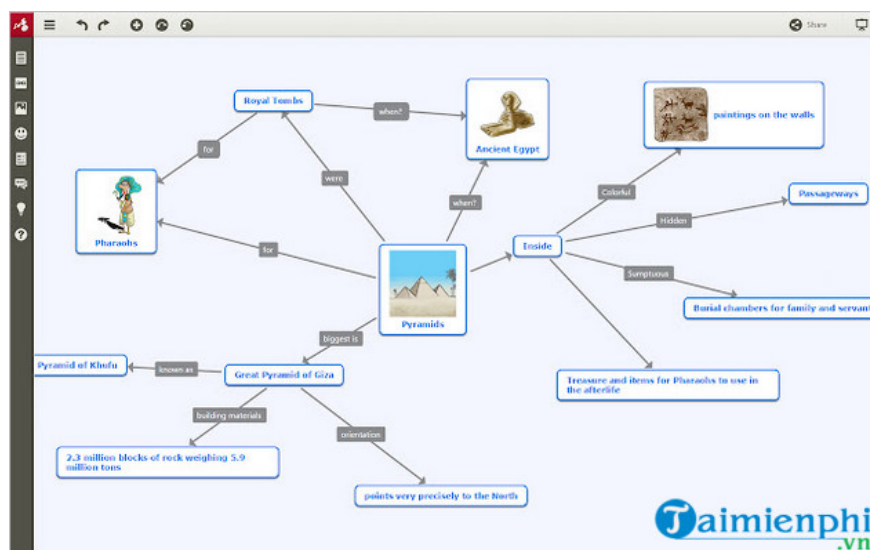 Share
Royal Tombs
when?
Ancient Egypt
paintings on the walls
for
were
when?
Colorful
Pharaohs
Passageways
Hidden
for
Inside
Sumptuous
Pyramids
Burial chambers for family and servant
biggest is
Pyramid of Khufu
known as
Great Pyramid of Giza
Treasure and items for Pharaohs to use in
the afterlife
building materials
orientation
2.3 million blocks of rock weighing 5.9
million tons
points very precisely to the North
Taimienphi
.vn